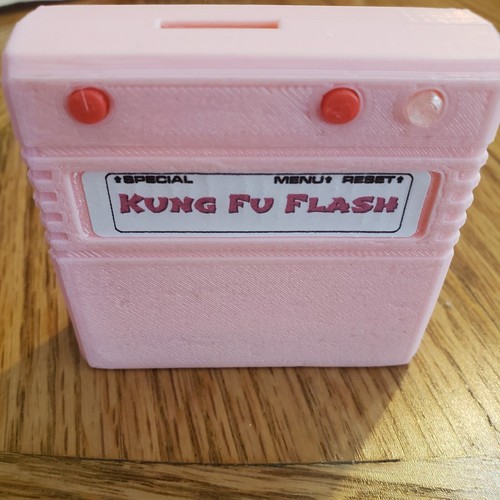 ⬆SPECIAL MENU⬆ RESET⬆
KUNG FU FLASH